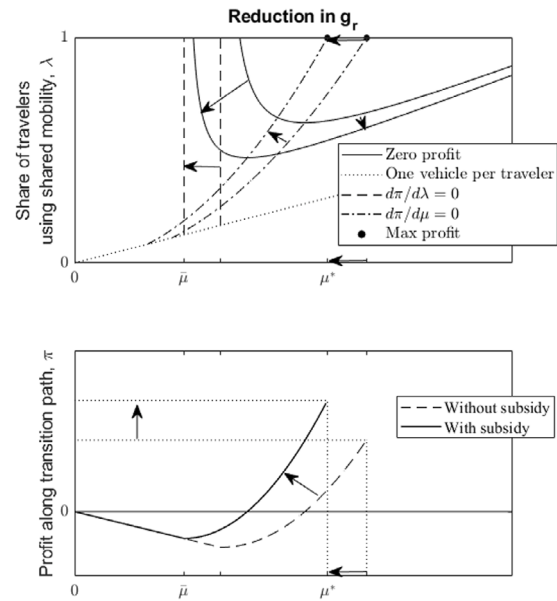 Reduction in g_r
Share of travelers
using shared mobility, λ
1
0
0
μ̄
μ*
Zero profit
One vehicle per traveler
dπ/dλ = 0
dπ/dμ = 0
Max profit
Profit along transition path, π
0
0
μ̄
μ*
Without subsidy
With subsidy